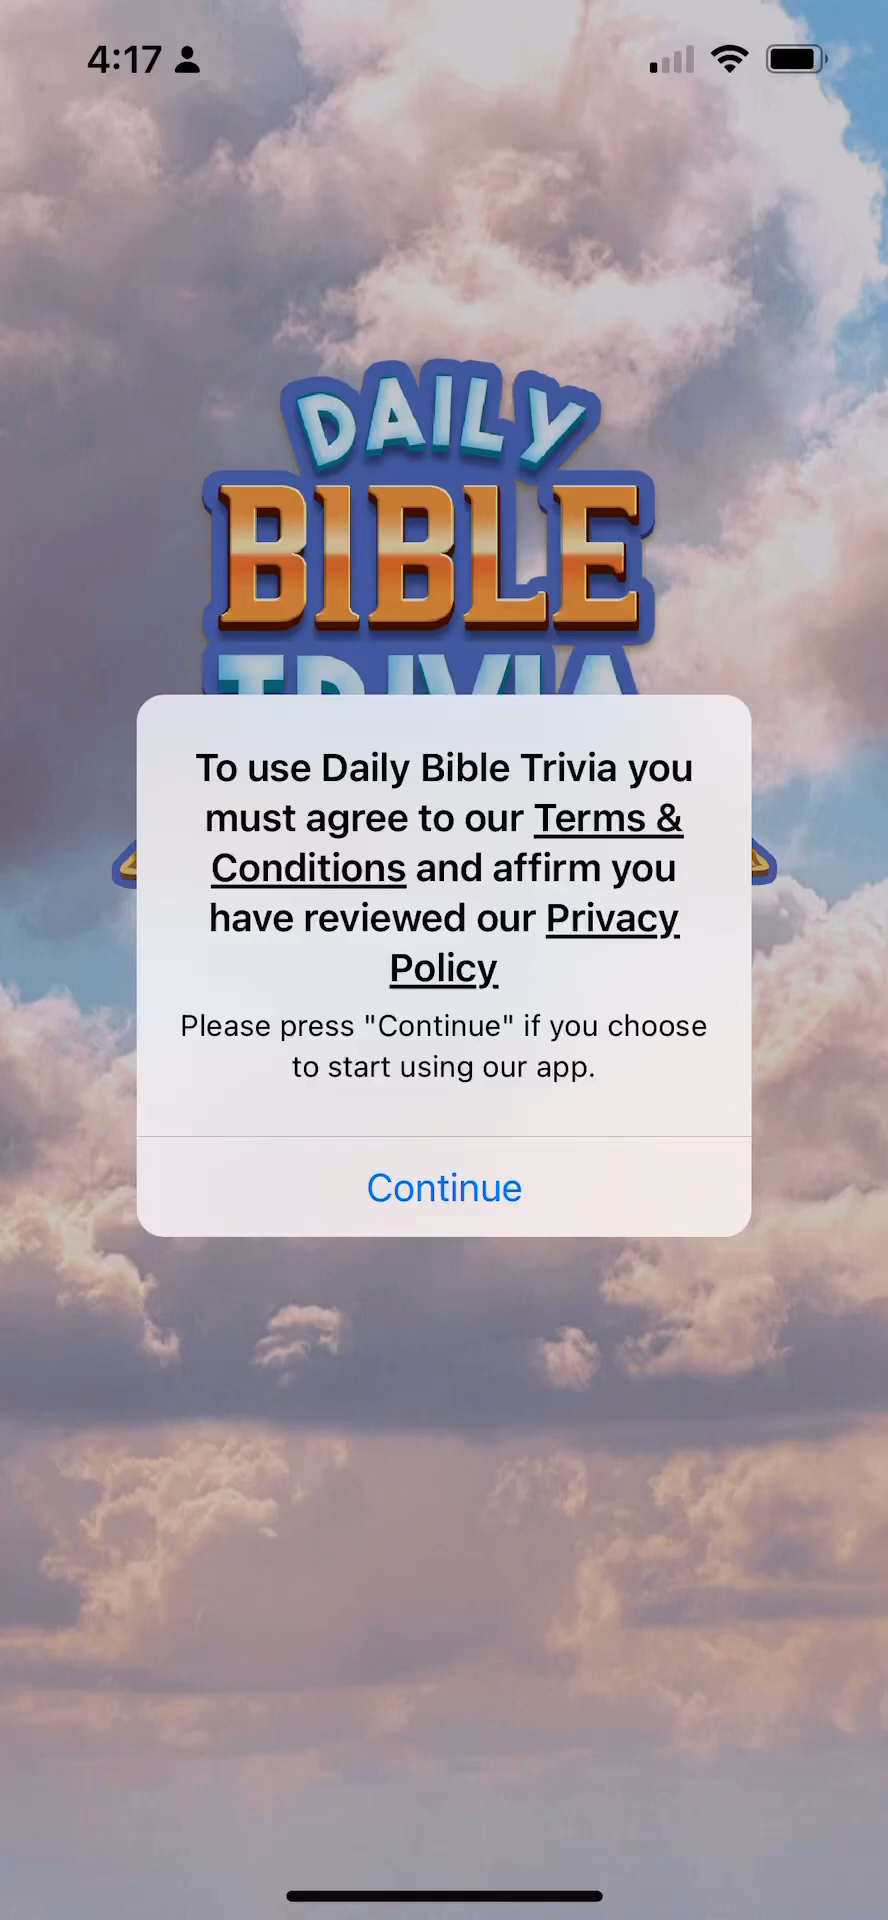 4:17
DAILY
BIBLE
TRIVIA
To use Daily Bible Trivia you
must agree to our Terms &
Conditions and affirm you
have reviewed our Privacy
Policy
Please press "Continue" if you choose
to start using our app.
Continue